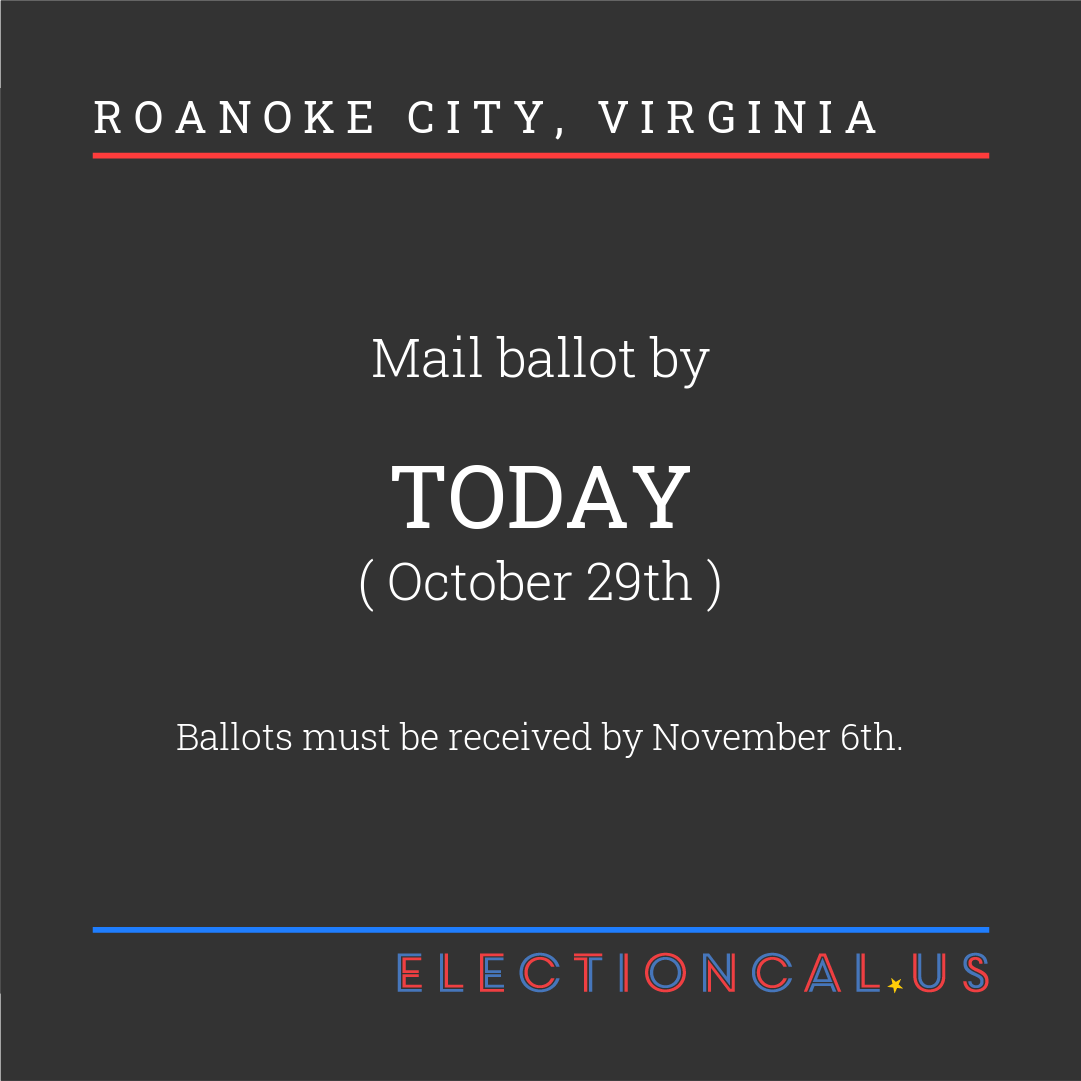 ROANOKE CITY, VIRGINIA
Mail ballot by
TODAY
( October 29th )
Ballots must be received by November 6th.
ELECTIONCAL.US